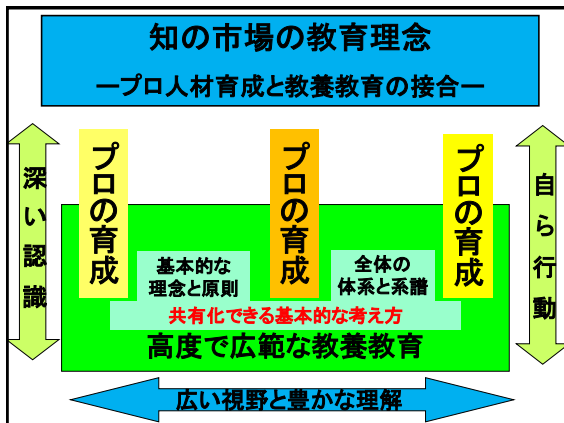 知の市場の教育理念
ープロ人材育成と教養教育の接合ー
深い認識
プロの育成
プロの育成
プロの育成
自ら行動
基本的な
理念と原則
全体の
体系と系譜
共有化できる基本的な考え方
高度で広範な教養教育
広い視野と豊かな理解